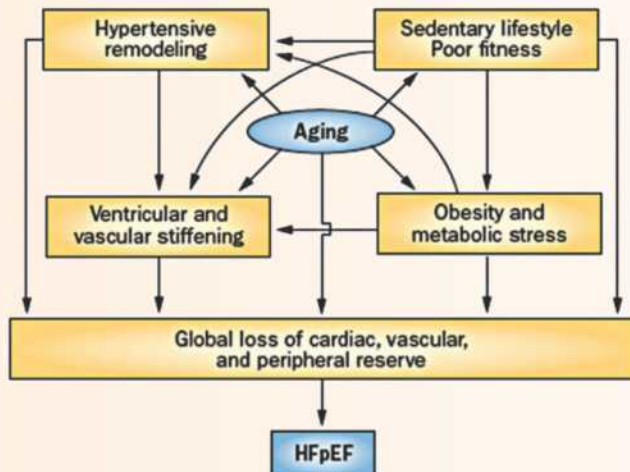 Hypertensive
remodeling
Sedentary lifestyle
Poor fitness
Aging
Ventricular and
vascular stiffening
Obesity and
metabolic stress
Global loss of cardiac, vascular,
and peripheral reserve
HFpEF